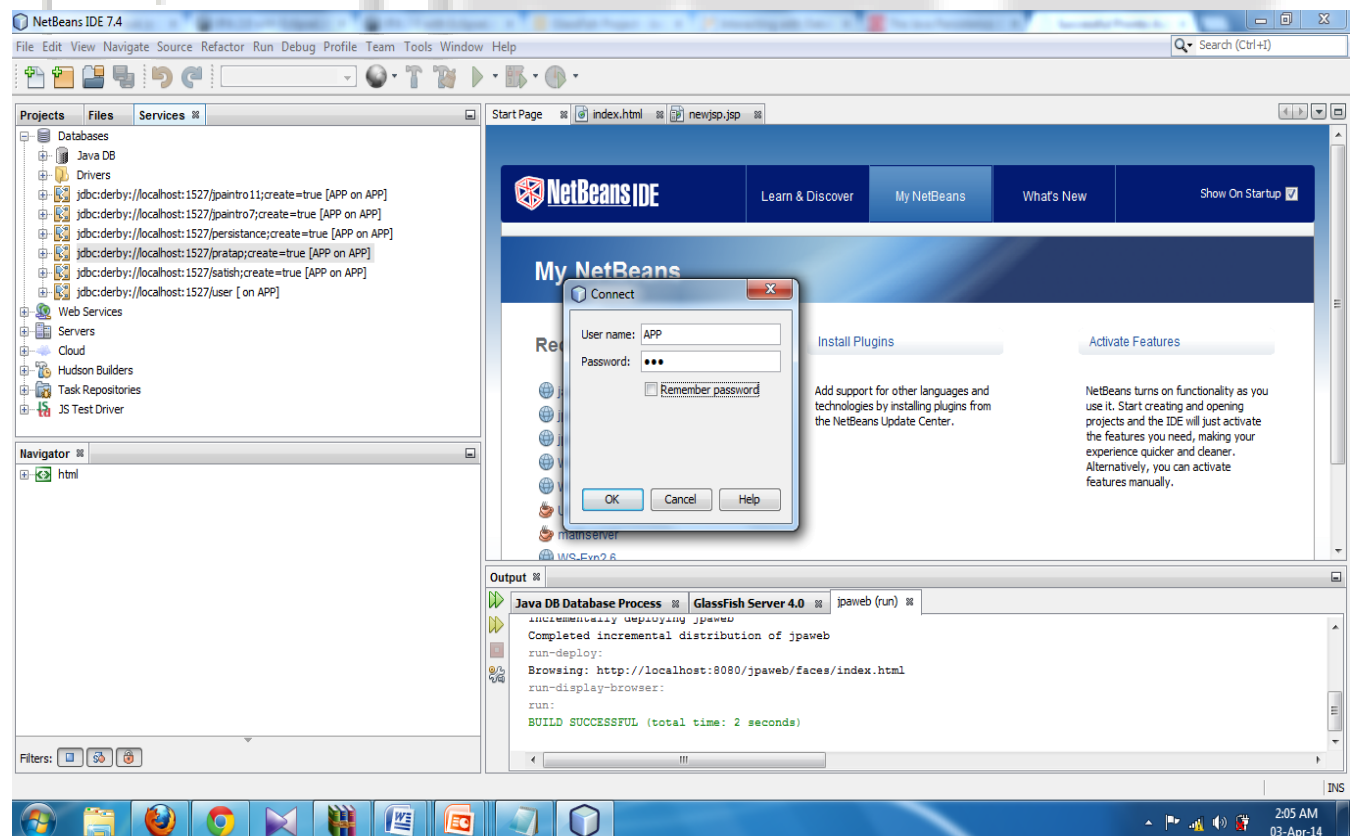 NetBeans IDE 7.4
File Edit View Navigate Source Refactor Run Debug Profile Team Tools Window Help
Search (Ctrl+I)
Projects Files Services
Databases
Java DB
Drivers
jdbc:derby://localhost:1527/jpaintro11;create=true [APP on APP]
jdbc:derby://localhost:1527/jpaintro7;create=true [APP on APP]
jdbc:derby://localhost:1527/persistance;create=true [APP on APP]
jdbc:derby://localhost:1527/pratap;create=true [APP on APP]
jdbc:derby://localhost:1527/satish;create=true [APP on APP]
jdbc:derby://localhost:1527/user [ on APP]
Web Services
Servers
Cloud
Hudson Builders
Task Repositories
JS Test Driver
Navigator
html
Filters:
Start Page index.html newjsp.jsp
NetBeans IDE
Learn & Discover My NetBeans What's New Show On Startup
My NetBeans
Install Plugins
Add support for other languages and
technologies by installing plugins from
the NetBeans Update Center.
Activate Features
NetBeans turns on functionality as you
use it. Start creating and opening
projects and the IDE will just activate
the features you need, making your
experience quicker and cleaner.
Alternatively, you can activate
features manually.
mathserver
WS-Exp2.6
Connect
User name: APP
Password: •••
Remember password
OK Cancel Help
Output
Java DB Database Process GlassFish Server 4.0 jpaweb (run)
Incrementally deploying jpaweb
Completed incremental distribution of jpaweb
run-deploy:
Browsing: http://localhost:8080/jpaweb/faces/index.html
run-display-browser:
run:
BUILD SUCCESSFUL (total time: 2 seconds)
INS
2:05 AM
03-Apr-14